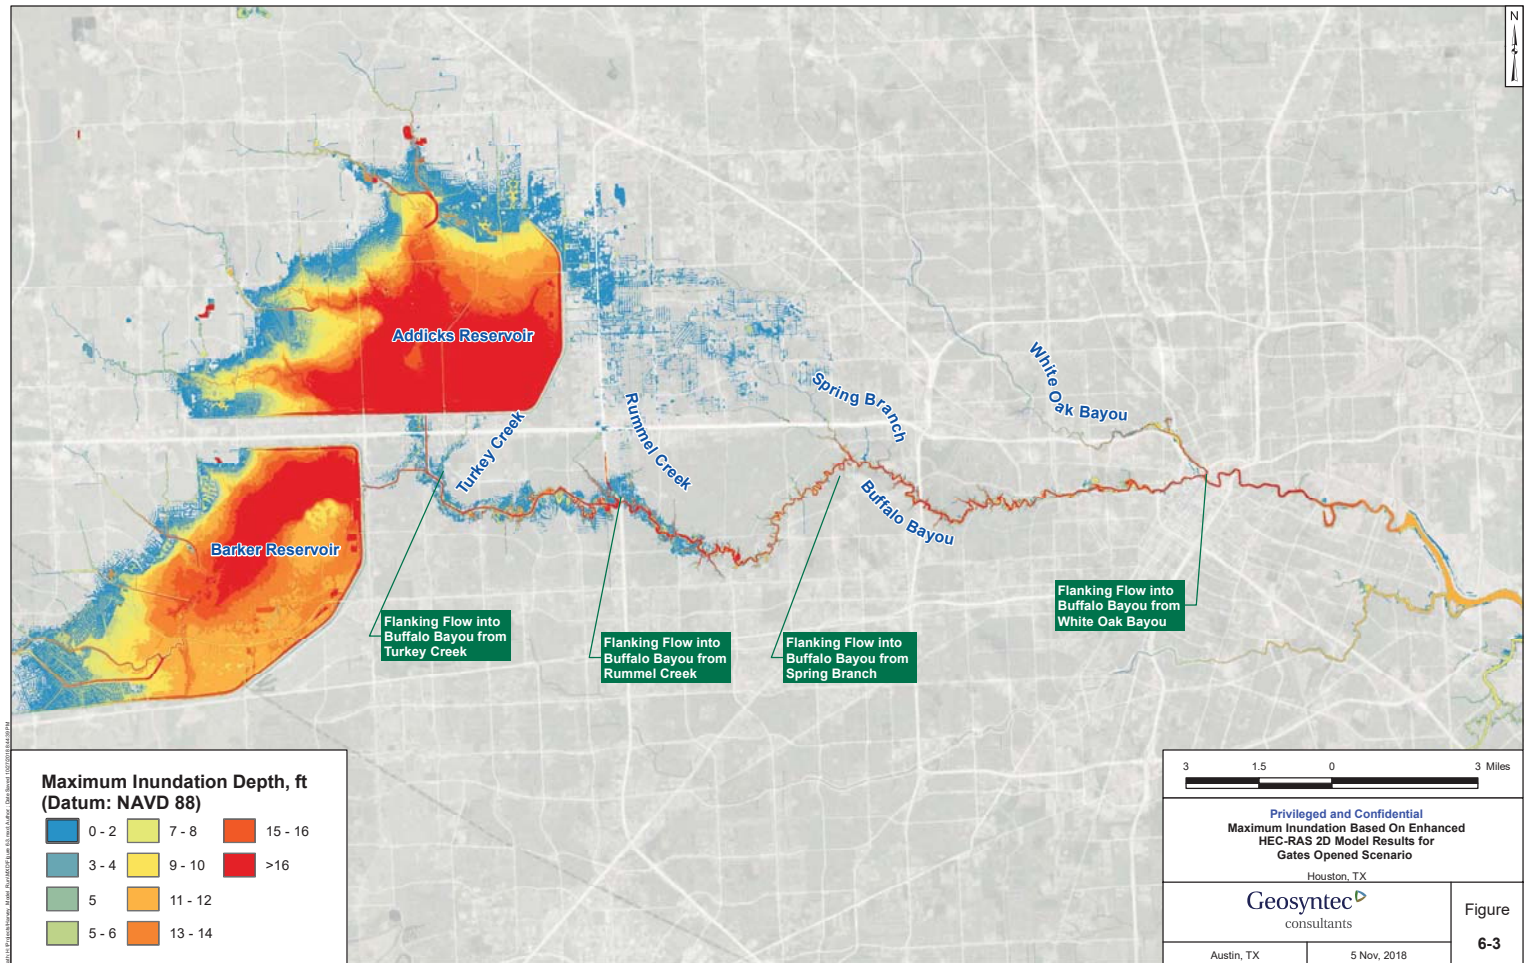 N
Addicks Reservoir
White Oak Bayou
Spring Branch
Rummel Creek
Turkey Creek
Buffalo Bayou
Barker Reservoir
Flanking Flow into
Buffalo Bayou from
Turkey Creek
Flanking Flow into
Buffalo Bayou from
Rummel Creek
Flanking Flow into
Buffalo Bayou from
Spring Branch
Flanking Flow into
Buffalo Bayou from
White Oak Bayou
Maximum Inundation Depth, ft
(Datum: NAVD 88)
0 - 2
7 - 8
15 - 16
3 - 4
9 - 10
>16
5
11 - 12
5 - 6
13 - 14
3 1.5 0 3 Miles
Privileged and Confidential
Maximum Inundation Based On Enhanced
HEC-RAS 2D Model Results for
Gates Opened Scenario
Houston, TX
Geosyntec
consultants
Figure
6-3
Austin, TX
5 Nov, 2018